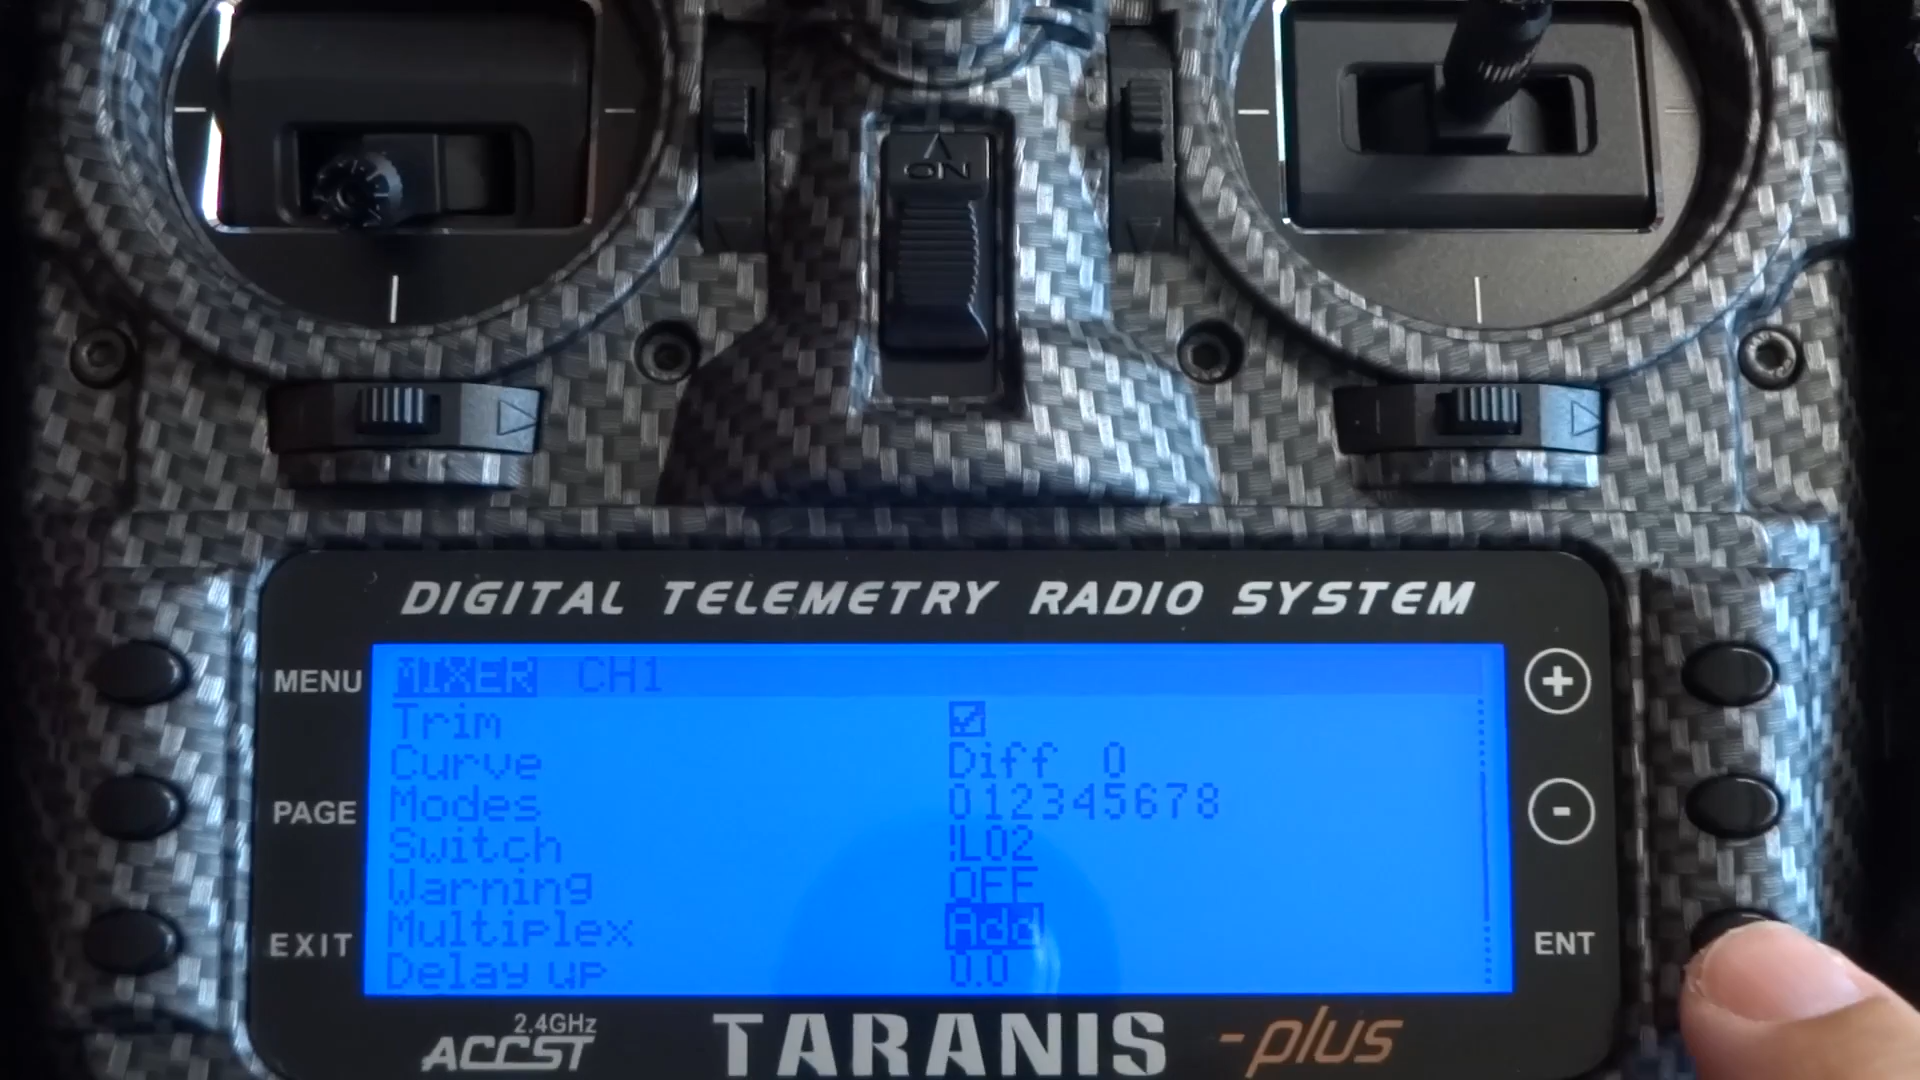 ON
DIGITAL TELEMETRY RADIO SYSTEM
MENU
PAGE
EXIT
MIXER CH1
Trim
Curve Diff 0
Modes 012345678
Switch !L02
Warning OFF
Multiplex Add
Delay up 0.0
+
-
ENT
2.4GHz
ACCST
TARANIS -plus